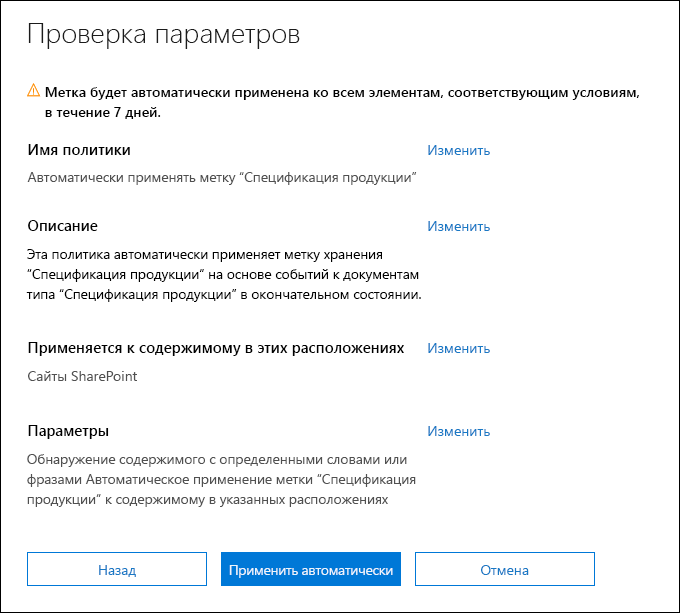 Проверка параметров
Метка будет автоматически применена ко всем элементам, соответствующим условиям,
в течение 7 дней.
Имя политики
Изменить
Автоматически применять метку “Спецификация продукции”
Описание
Изменить
Эта политика автоматически применяет метку хранения
“Спецификация продукции” на основе событий к документам
типа “Спецификация продукции” в окончательном состоянии.
Применяется к содержимому в этих расположениях
Изменить
Сайты SharePoint
Параметры
Изменить
Обнаружение содержимого с определенными словами или
фразами Автоматическое применение метки “Спецификация
продукции” к содержимому в указанных расположениях
Назад
Применить автоматически
Отмена